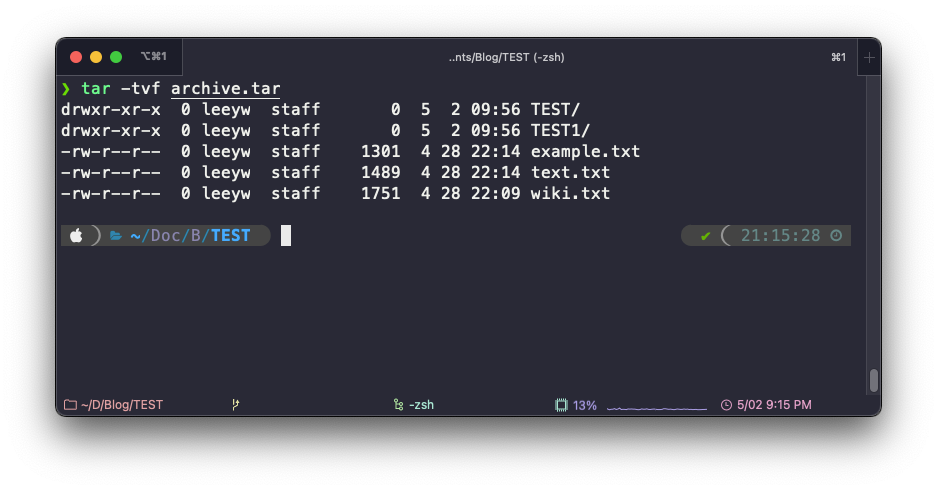 ⌥⌘1 ..nts/Blog/TEST (-zsh) ⌘1 +
❯ tar -tvf archive.tar
drwxr-xr-x  0 leeyw  staff       0  5  2 09:56 TEST/
drwxr-xr-x  0 leeyw  staff       0  5  2 09:56 TEST1/
-rw-r--r--  0 leeyw  staff    1301  4 28 22:14 example.txt
-rw-r--r--  0 leeyw  staff    1489  4 28 22:14 text.txt
-rw-r--r--  0 leeyw  staff    1751  4 28 22:09 wiki.txt
~/Doc/B/TEST ✔ 21:15:28
~/D/Blog/TEST -zsh 13% 5/02 9:15 PM